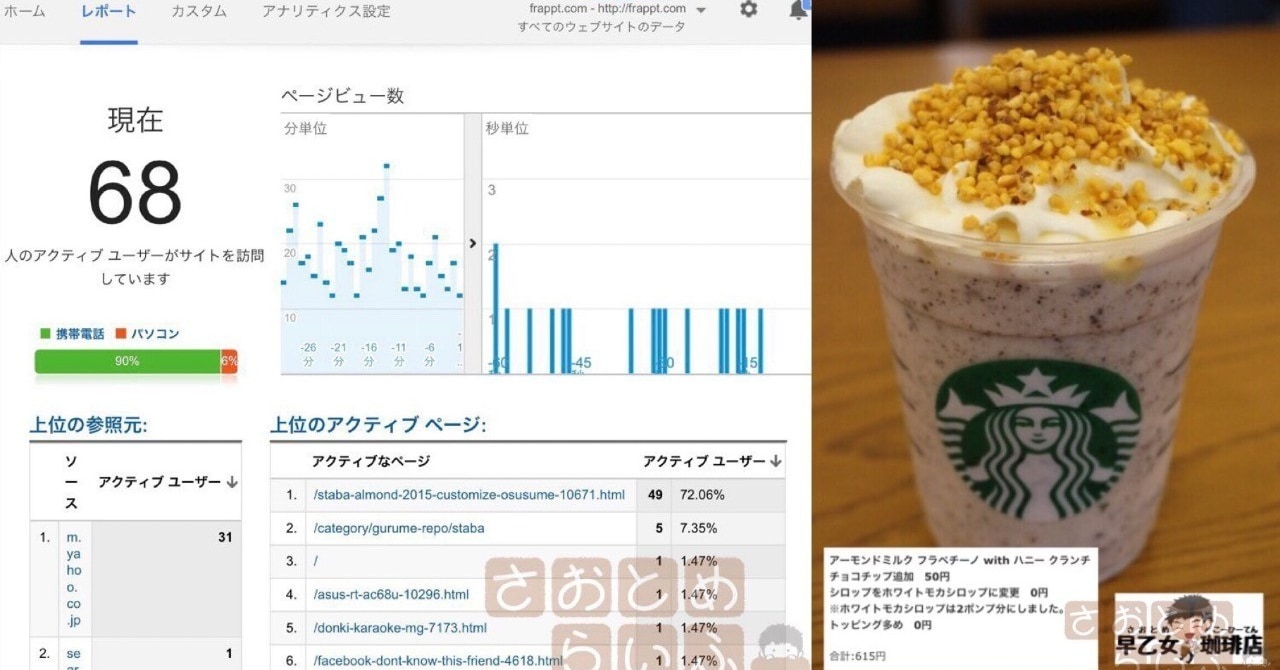 ホーム
レポート
カスタム
アナリティクス設定
frappt.com - http://frappt.com
すべてのウェブサイトのデータ
現在
68
人のアクティブ ユーザーがサイトを訪問
しています
携帯電話 パソコン
90% 6%
ページビュー数
分単位
30
20
10
-26
分
-21
分
-16
分
-11
分
-6
分
1
秒単位
3
2
1
-60
-45
-30
-15
上位の参照元:
ソ
ー
ス
アクティブ ユーザー
1. m.
ya
ho
o.
co
.jp
31
2. se
ar
1
上位のアクティブ ページ:
アクティブなページ アクティブ ユーザー
1. /staba-almond-2015-customize-osusume-10671.html 49 72.06%
2. /category/gurume-repo/staba 5 7.35%
3. / 1 1.47%
4. /asus-rt-ac68u-10296.html 1 1.47%
5. /donki-karaoke-mg-7173.html 1 1.47%
6. /facebook-dont-know-this-friend-4618.html 1 1.47%
さおとめ
らいふ
アーモンドミルク フラペチーノ with ハニー クランチ
チョコチップ追加 50円
シロップをホワイトモカシロップに変更 0円
※ホワイトモカシロップは2ポンプ分にしました。
トッピング多め 0円
合計:615円
さおとめ
早乙女珈琲店